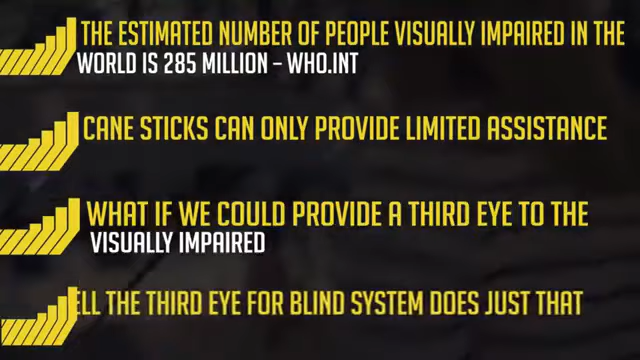 THE ESTIMATED NUMBER OF PEOPLE VISUALLY IMPAIRED IN THE
WORLD IS 285 MILLION – WHO.INT
CANE STICKS CAN ONLY PROVIDE LIMITED ASSISTANCE
WHAT IF WE COULD PROVIDE A THIRD EYE TO THE
VISUALLY IMPAIRED
ELL THE THIRD EYE FOR BLIND SYSTEM DOES JUST THAT